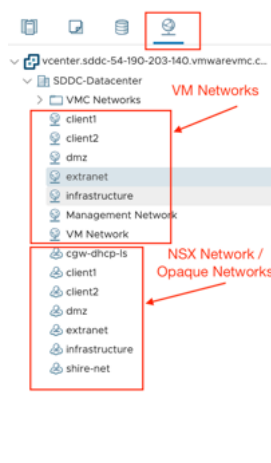 vcenter.sddc-54-190-203-140.vmwarevmc.c...
SDDC-Datacenter
VMC Networks
VM Networks
client1
client2
dmz
extranet
infrastructure
Management Network
VM Network
cgw-dhcp-ls
NSX Network /
Opaque Networks
client1
client2
dmz
extranet
infrastructure
shire-net